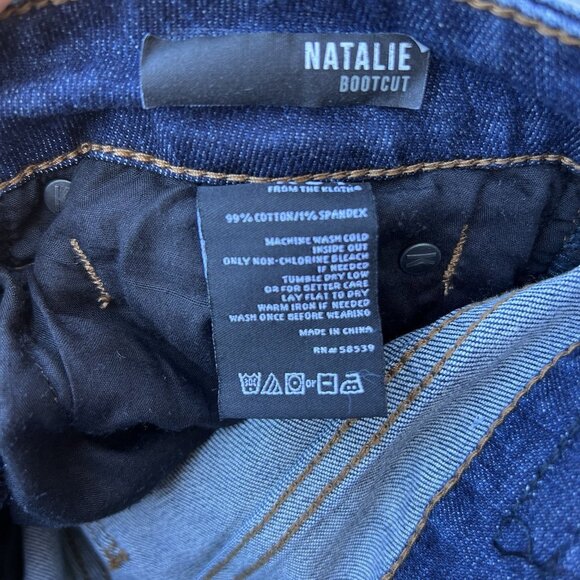 NATALIE
BOOTCUT
FROM THE KLOTH
99% COTTON/1% SPANDEX
MACHINE WASH COLD
INSIDE OUT
ONLY NON-CHLORINE BLEACH
IF NEEDED
TUMBLE DRY LOW
OR FOR BETTER CARE
LAY FLAT TO DRY
WARM IRON IF NEEDED
WASH ONCE BEFORE WEARING
MADE IN CHINA
RN# 58539
or